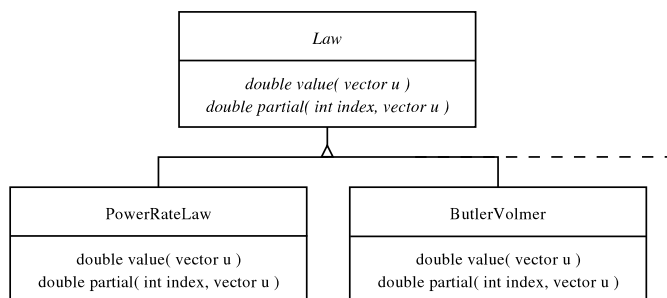 Law
double value( vector u )
double partial( int index, vector u )
PowerRateLaw
ButlerVolmer
double value( vector u )
double partial( int index, vector u )
double value( vector u )
double partial( int index, vector u )